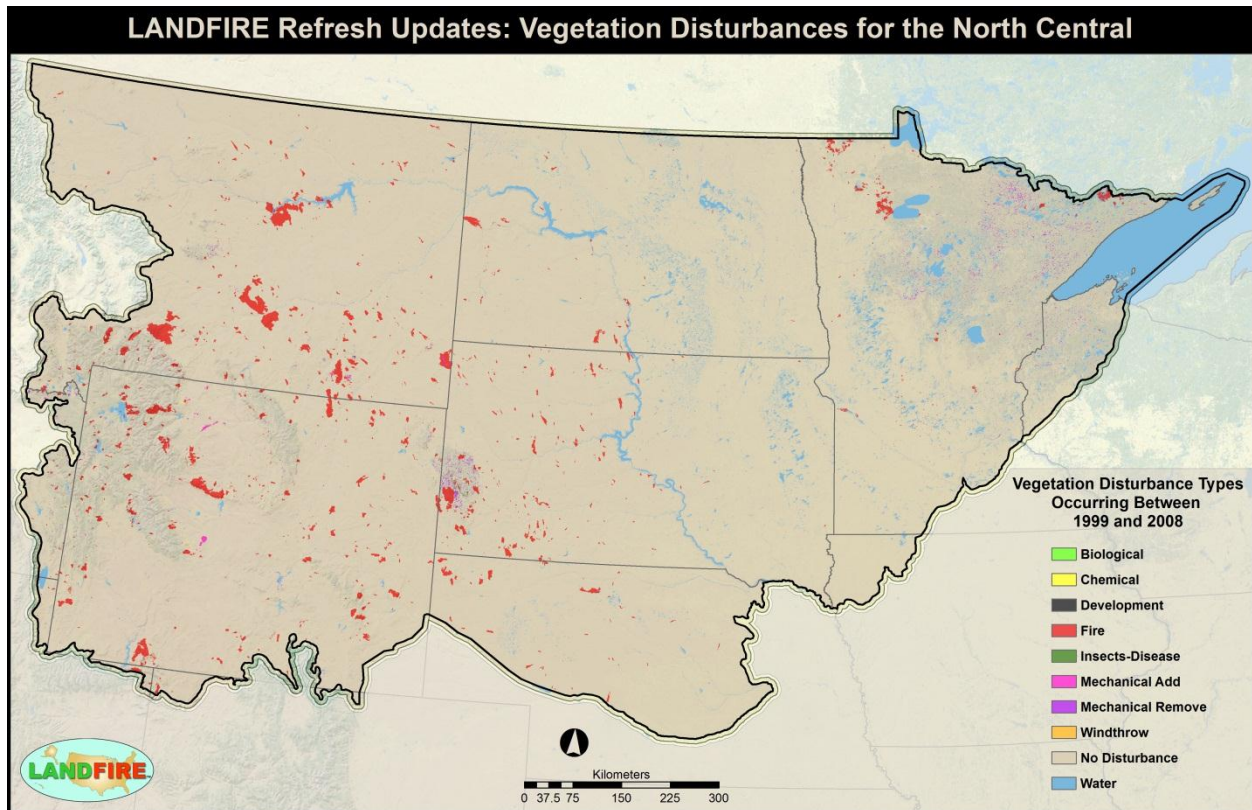 LANDFIRE Refresh Updates: Vegetation Disturbances for the North Central
Vegetation Disturbance Types
Occurring Between
1999 and 2008
Biological
Chemical
Development
Fire
Insects-Disease
Mechanical Add
Mechanical Remove
Windthrow
No Disturbance
Water
Kilometers
0 37.5 75 150 225 300
LANDFIRE